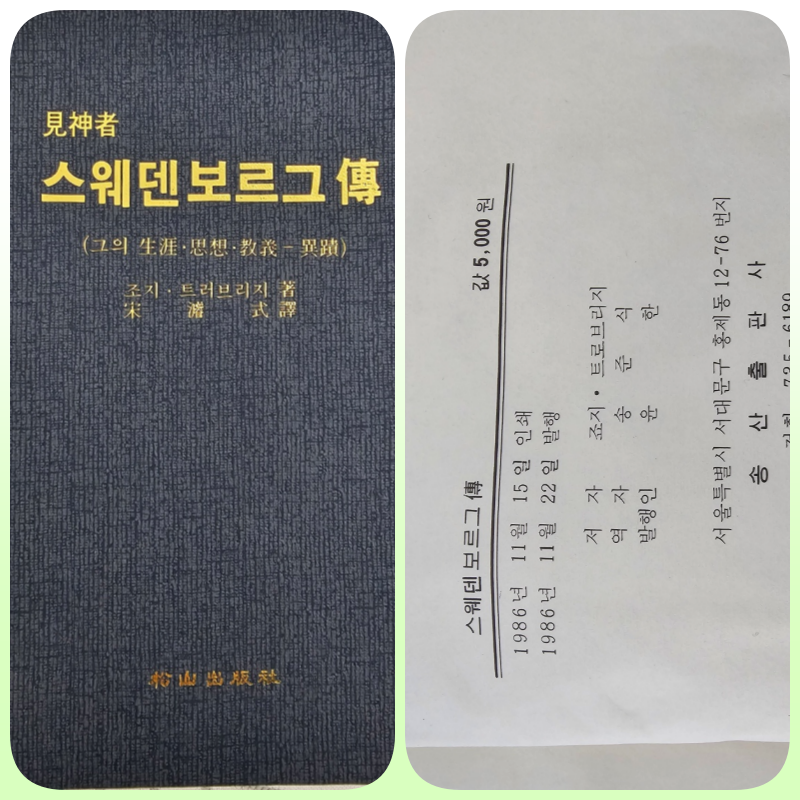 見神者
스웨덴보르그 傳
(그의 生涯·思想·敎義－異蹟)
조지·트러브리지 著
宋 濬 式 譯
松山出版社
스웨덴보르그 傳 값 5,000원
1986년 11월 15일 인쇄
1986년 11월 22일 발행
저 자 죠지·트로브리지
역 자 송 준 식
발행인 윤 한
서울특별시 서대문구 홍제동 12-76 번지
송 산 출 판 사
전화 735-6189